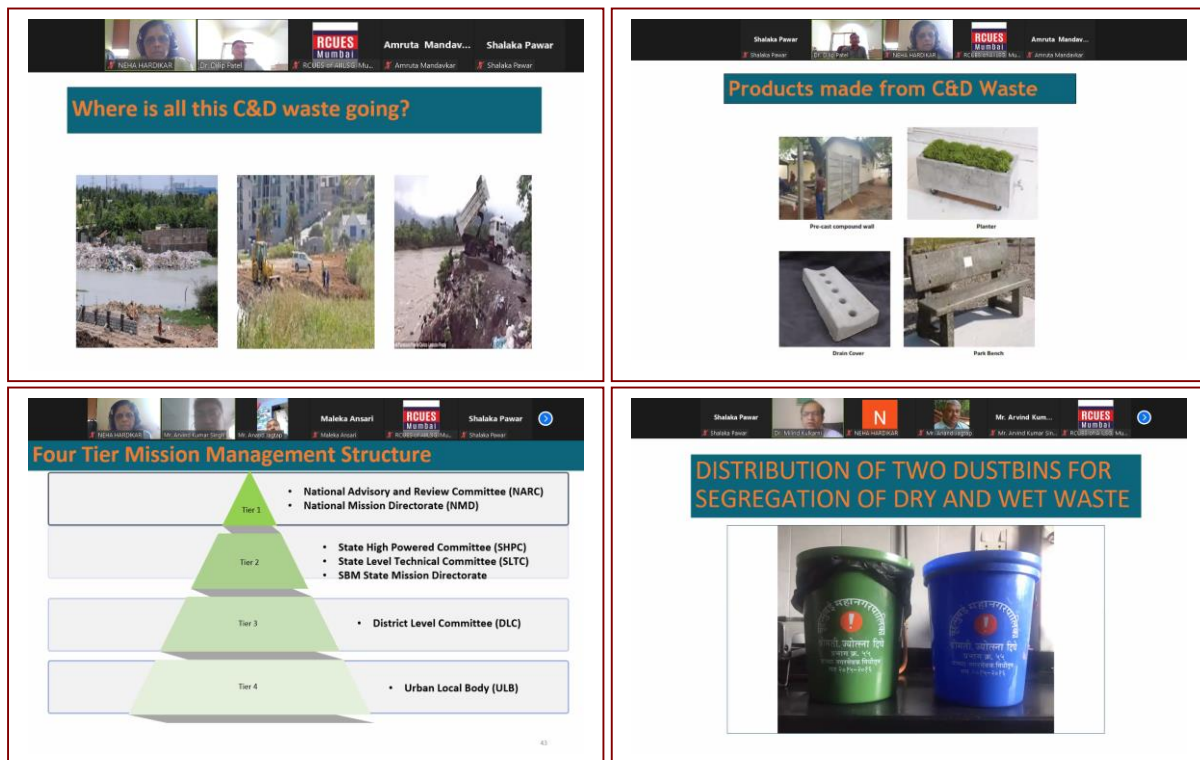 RCUES
Mumbai
Amruta Mandav...
Shalaka Pawar
NEHA HARDIKAR
Dr. Dilip Patel
Amruta Mandavkar
Shalaka Pawar
Where is all this C&D waste going?
Shalaka Pawar
RCUES
Mumbai
Amruta Mandav...
Shalaka Pawar
Dr. Dilip Patel
NEHA HARDIKAR
Amruta Mandavkar
Products made from C&D Waste
Pre-cast compound wall
Planter
Drain Cover
Park Bench
Maleka Ansari
RCUES
Mumbai
Shalaka Pawar
NEHA HARDIKAR
Mr. Arvind Kumar Singh
Mr. Anand Jagtap
Maleka Ansari
Shalaka Pawar
Four Tier Mission Management Structure
Tier 1
• National Advisory and Review Committee (NARC)
• National Mission Directorate (NMD)
Tier 2
• State High Powered Committee (SHPC)
• State Level Technical Committee (SLTC)
• SBM State Mission Directorate
Tier 3
• District Level Committee (DLC)
Tier 4
• Urban Local Body (ULB)
43
Shalaka Pawar
N
Mr. Arvind Kum...
RCUES
Mumbai
Shalaka Pawar
Dr. Milind Kulkarni
NEHA HARDIKAR
Mr. Anand Jagtap
Mr. Arvind Kumar Sin...
DISTRIBUTION OF TWO DUSTBINS FOR
SEGREGATION OF DRY AND WET WASTE